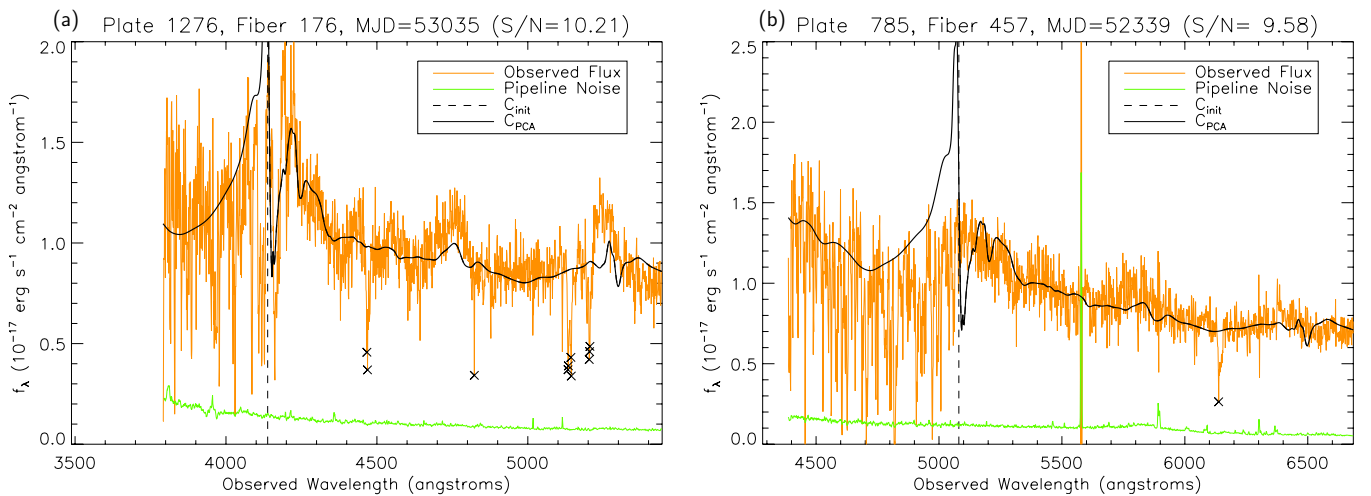 (a) Plate 1276, Fiber 176, MJD=53035 (S/N=10.21)
Observed Flux
Pipeline Noise
C_init
C_PCA
f_λ (10^−17 erg s^−1 cm^−2 angstrom^−1)
2.0
1.5
1.0
0.5
0.0
3500 4000 4500 5000
Observed Wavelength (angstroms)
(b) Plate 785, Fiber 457, MJD=52339 (S/N= 9.58)
Observed Flux
Pipeline Noise
C_init
C_PCA
f_λ (10^−17 erg s^−1 cm^−2 angstrom^−1)
2.5
2.0
1.5
1.0
0.5
0.0
4500 5000 5500 6000 6500
Observed Wavelength (angstroms)